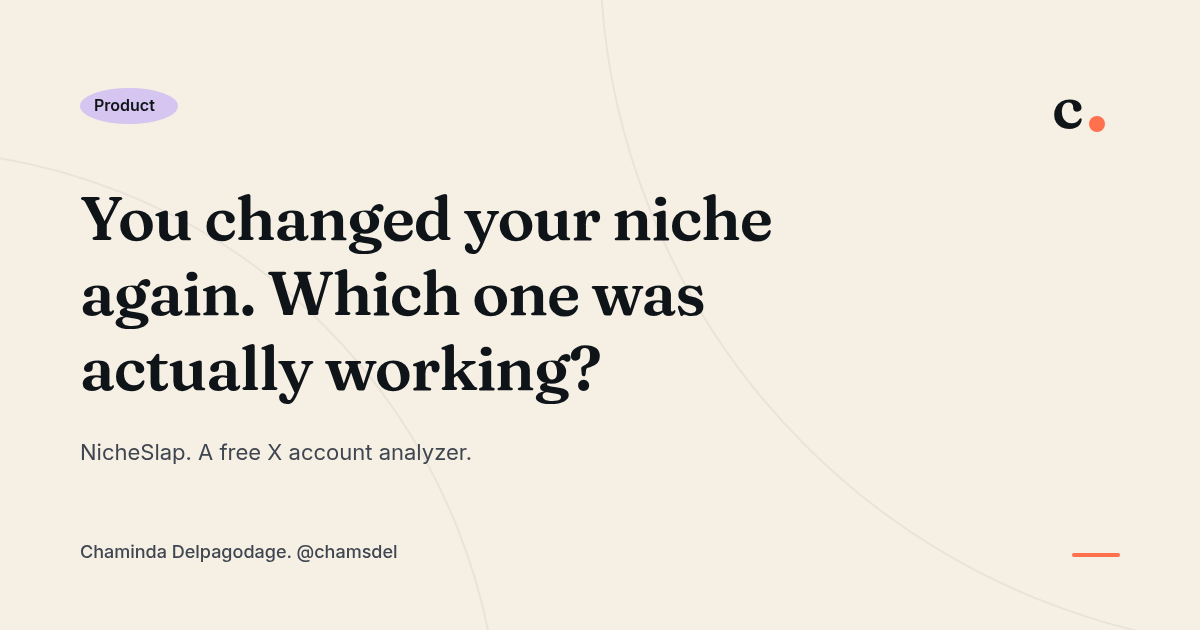 Product
c.
You changed your niche
again. Which one was
actually working?
NicheSlap. A free X account analyzer.
Chaminda Delpagodage. @chamsdel